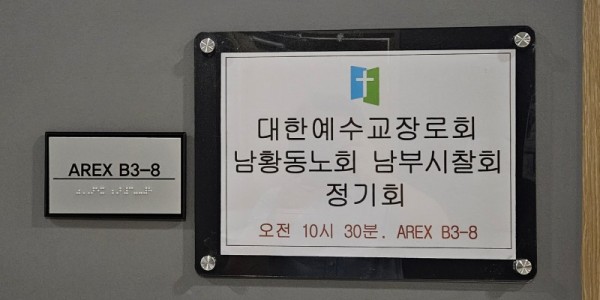 AREX B3-8
대한예수교장로회
남황동노회 남부시찰회
정기회
오전 10시 30분. AREX B3-8